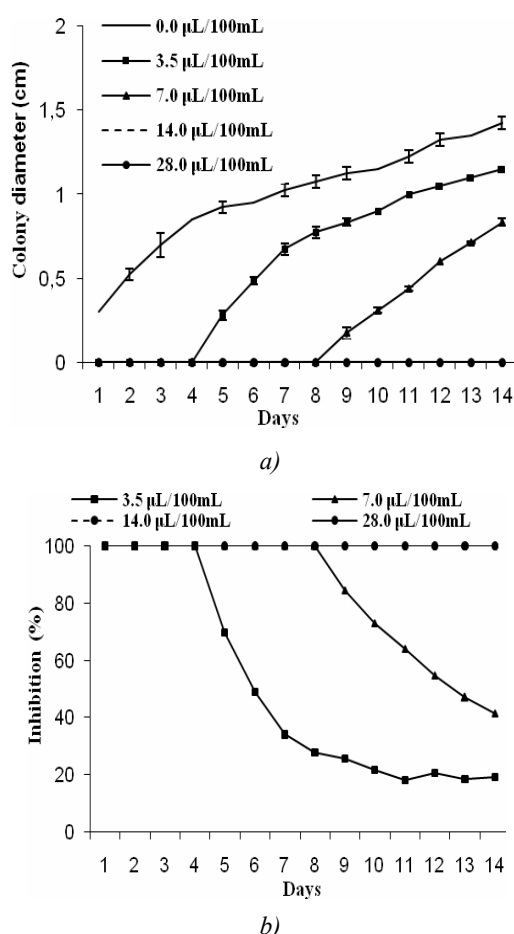 2
0.0 µL/100mL
3.5 µL/100mL
7.0 µL/100mL
14.0 µL/100mL
28.0 µL/100mL
1,5
1
0,5
0
Colony diameter (cm)
1 2 3 4 5 6 7 8 9 10 11 12 13 14
Days
a)
3.5 µL/100mL 7.0 µL/100mL
14.0 µL/100mL 28.0 µL/100mL
100
80
60
40
20
0
Inhibition (%)
1 2 3 4 5 6 7 8 9 10 11 12 13 14
Days
b)